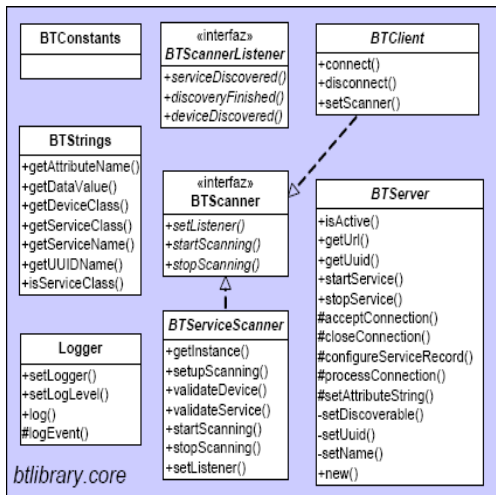 BTConstants
«interfaz»
BTScannerListener
+serviceDiscovered()
+discoveryFinished()
+deviceDiscovered()
BTClient
+connect()
+disconnect()
+setScanner()
BTStrings
+getAttributeName()
+getDataValue()
+getDeviceClass()
+getServiceClass()
+getServiceName()
+getUUIDName()
+isServiceClass()
«interfaz»
BTScanner
+setListener()
+startScanning()
+stopScanning()
BTServer
+isActive()
+getUrl()
+getUuid()
+startService()
+stopService()
#acceptConnection()
#closeConnection()
#configureServiceRecord()
#processConnection()
#setAttributeString()
-setDiscoverable()
-setUuid()
-setName()
+new()
Logger
+setLogger()
+setLogLevel()
+log()
#logEvent()
BTServiceScanner
+getInstance()
+setupScanning()
+validateDevice()
+validateService()
+startScanning()
+stopScanning()
+setListener()
btlibrary.core